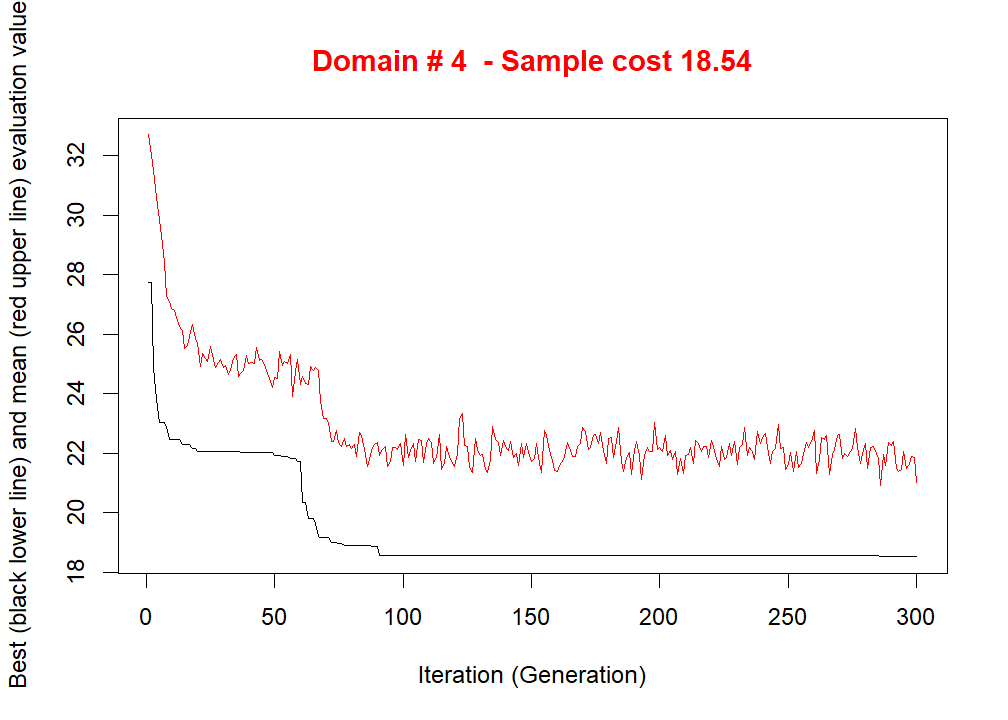 Domain # 4  - Sample cost 18.54
Best (black lower line) and mean (red upper line) evaluation value
32
30
28
26
24
22
20
18
0 50 100 150 200 250 300
Iteration (Generation)